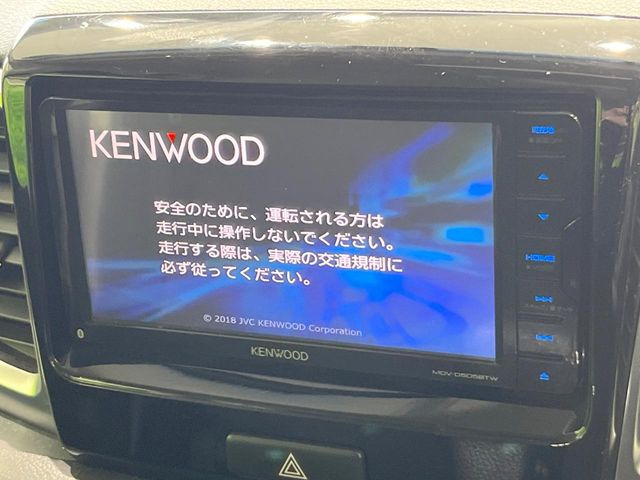 KENWOOD
安全のために、運転される方は
走行中に操作しないでください。
走行する際は、実際の交通規制に
必ず従ってください。
© 2018 JVC KENWOOD Corporation
KENWOOD
MDV-D505BTW
現在地
HOME